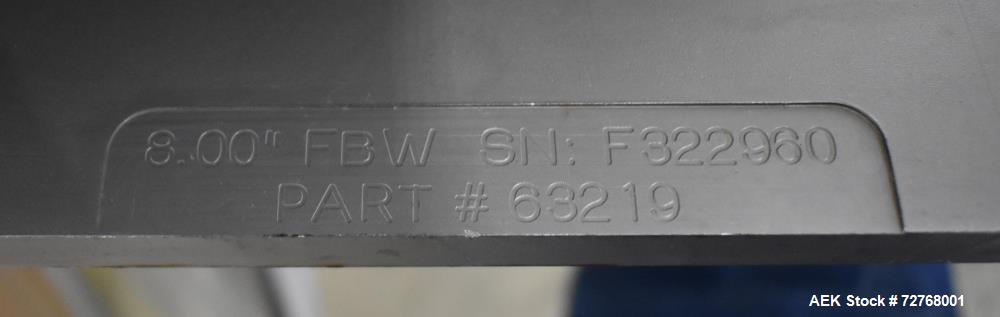 8.00" FBW SN: F322960
PART # 63219
AEK Stock #72768001